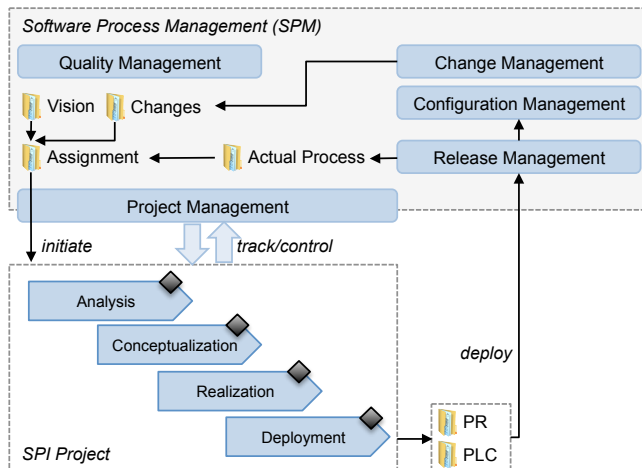 Software Process Management (SPM)
Quality Management
Change Management
Vision
Changes
Configuration Management
Assignment
Actual Process
Release Management
Project Management
initiate
track/control
Analysis
Conceptualization
deploy
Realization
Deployment
PR
PLC
SPI Project